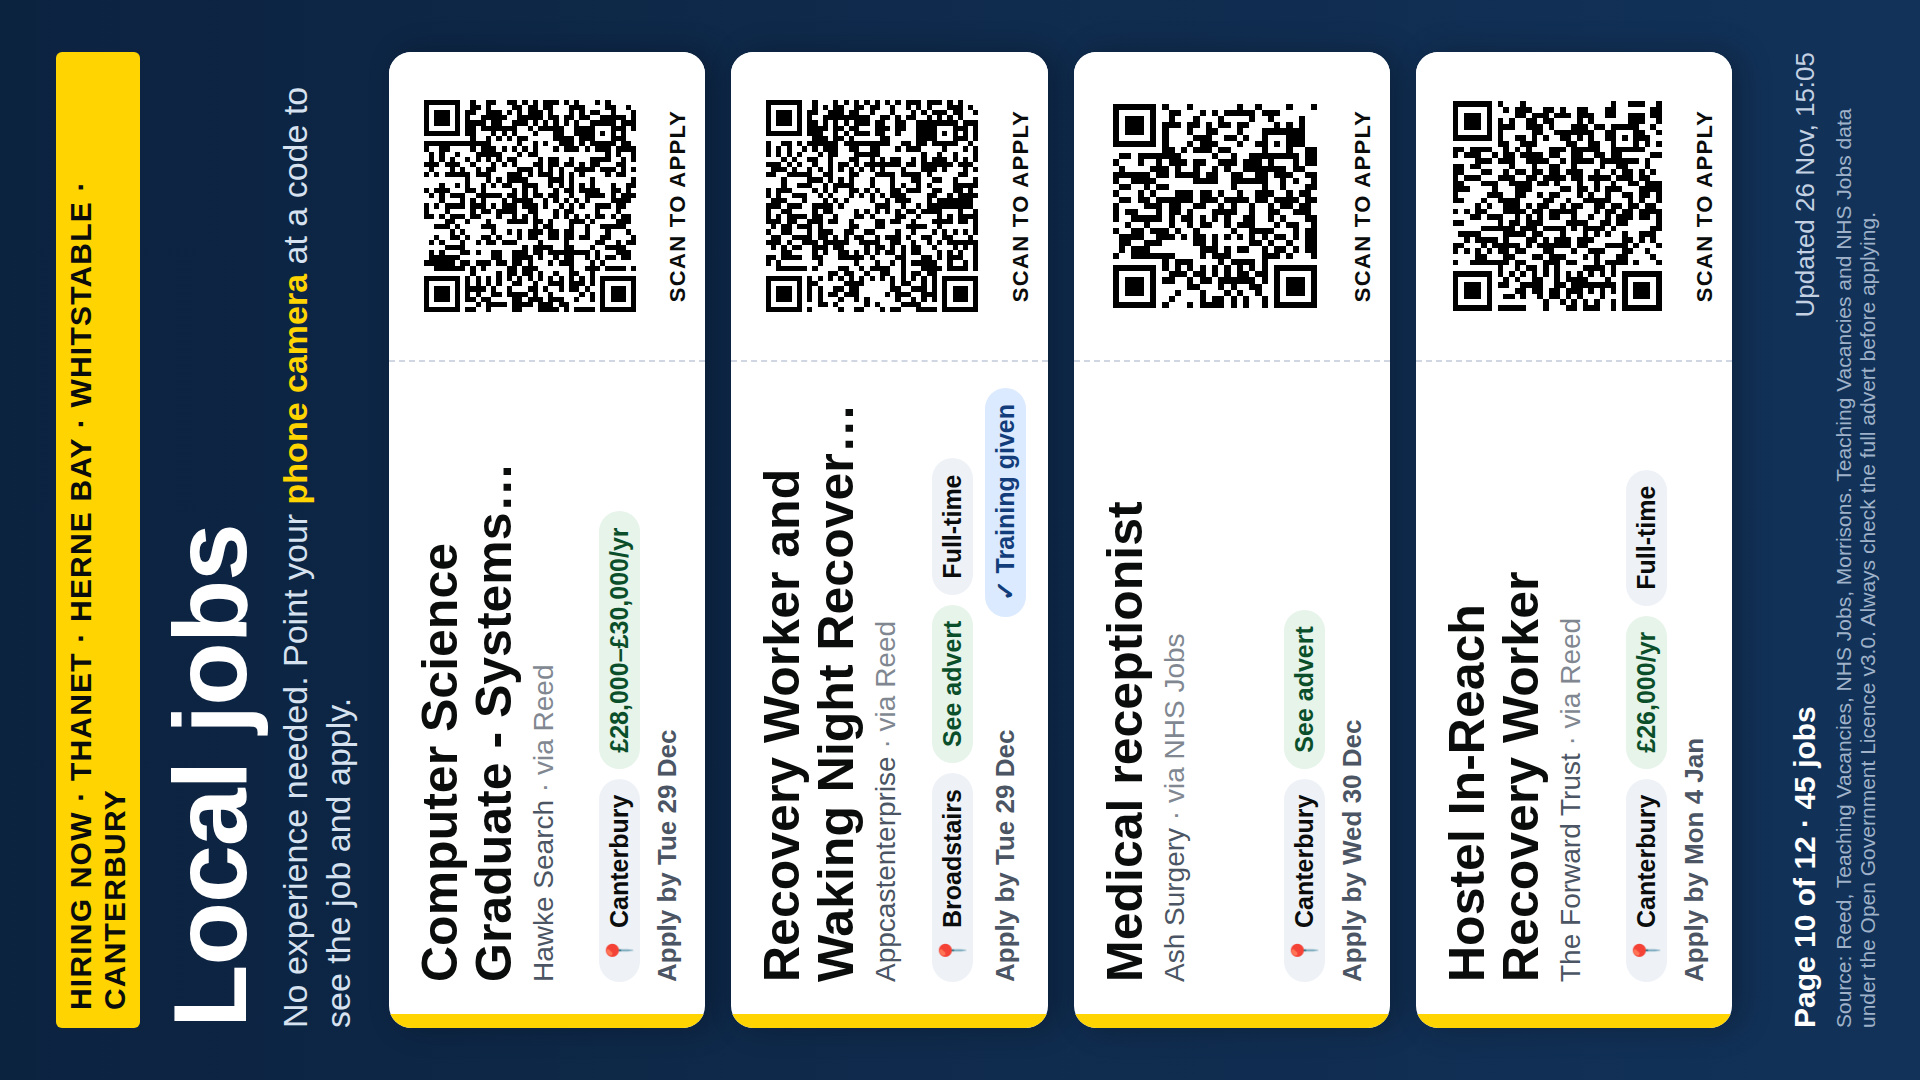 HIRING NOW · THANET · HERNE BAY · WHITSTABLE ·
CANTERBURY
Local jobs
No experience needed. Point your phone camera at a code to
see the job and apply.
Computer Science
Graduate - Systems…
Hawke Search · via Reed
📍 Canterbury
£28,000–£30,000/yr
Apply by Tue 29 Dec
SCAN TO APPLY
Recovery Worker and
Waking Night Recover…
Appcastenterprise · via Reed
📍 Broadstairs
See advert
Full-time
Apply by Tue 29 Dec
✓ Training given
SCAN TO APPLY
Medical receptionist
Ash Surgery · via NHS Jobs
📍 Canterbury
See advert
Apply by Wed 30 Dec
SCAN TO APPLY
Hostel In-Reach
Recovery Worker
The Forward Trust · via Reed
📍 Canterbury
£26,000/yr
Full-time
Apply by Mon 4 Jan
SCAN TO APPLY
Page 10 of 12 · 45 jobs
Updated 26 Nov, 15:05
Source: Reed, Teaching Vacancies, NHS Jobs, Morrisons. Teaching Vacancies and NHS Jobs data
under the Open Government Licence v3.0. Always check the full advert before applying.